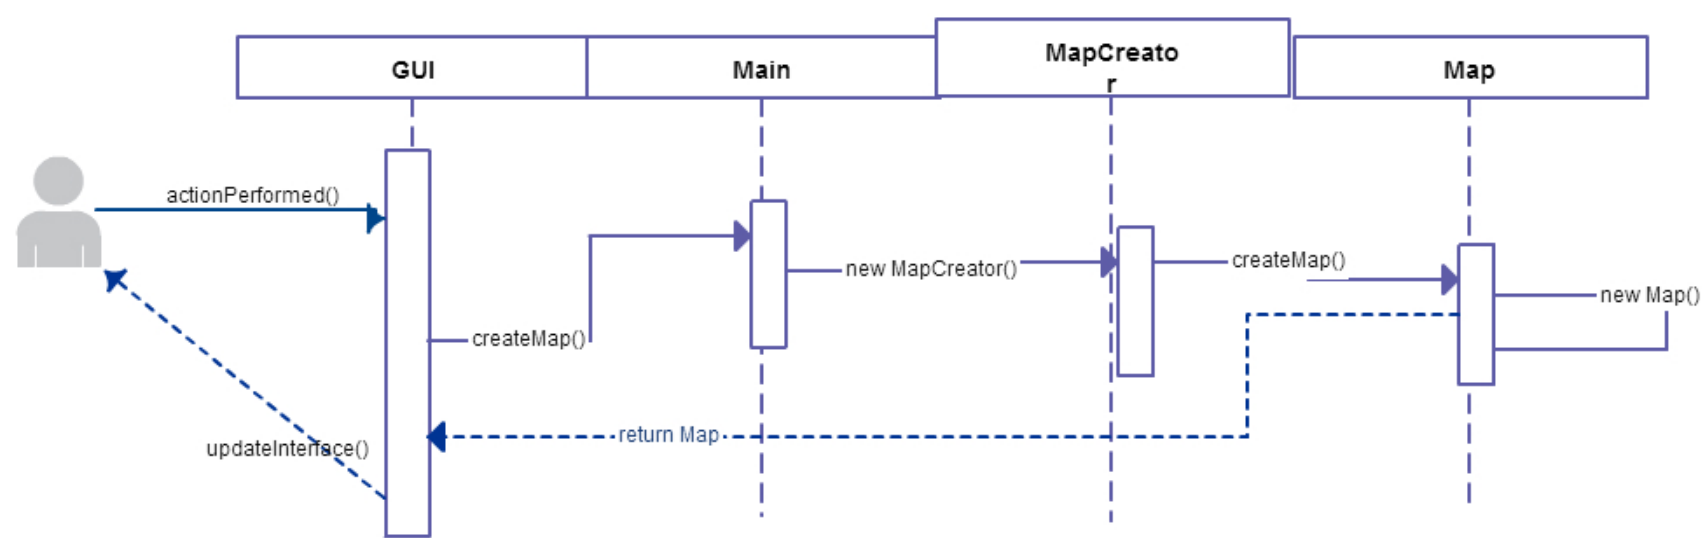 GUI
Main
MapCreato
r
Map
actionPerformed()
createMap()
new MapCreator()
createMap()
new Map()
return Map
updateInterface()